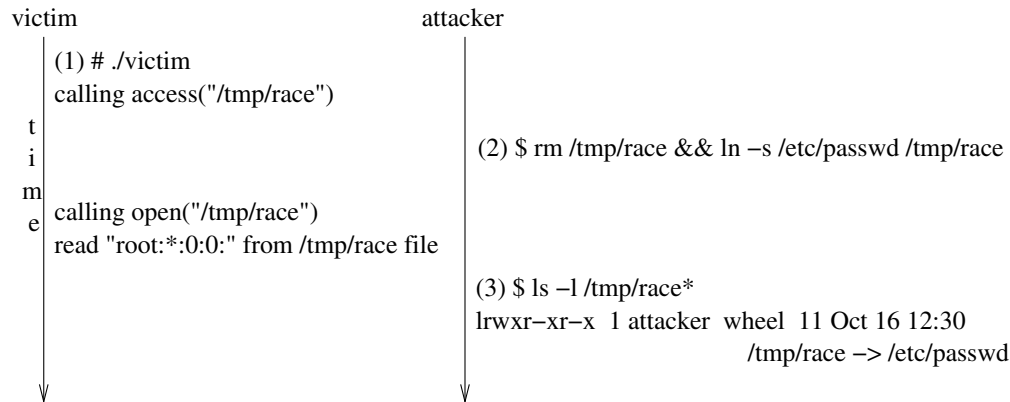 victim
attacker
(1) # ./victim
calling access("/tmp/race")
time
(2) $ rm /tmp/race && ln −s /etc/passwd /tmp/race
calling open("/tmp/race")
read "root:*:0:0:" from /tmp/race file
(3) $ ls −l /tmp/race*
lrwxr−xr−x 1 attacker wheel 11 Oct 16 12:30
/tmp/race −> /etc/passwd